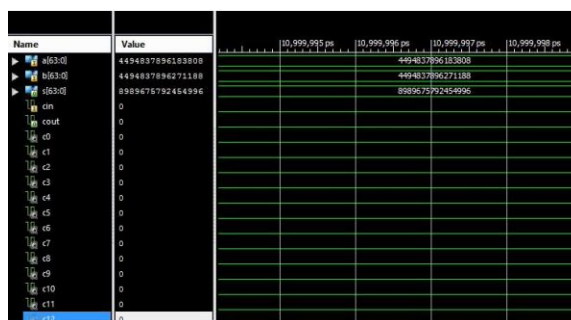 Name Value 10,999,995 ps 10,999,996 ps 10,999,997 ps 10,999,998 ps
a[63:0] 4494837896183808 4494837896183808
b[63:0] 4494837896271188 4494837896271188
s[63:0] 8989675792454996 8989675792454996
cin 0
cout 0
c0 0
c1 0
c2 0
c3 0
c4 0
c5 0
c6 0
c7 0
c8 0
c9 0
c10 0
c11 0
c12 0